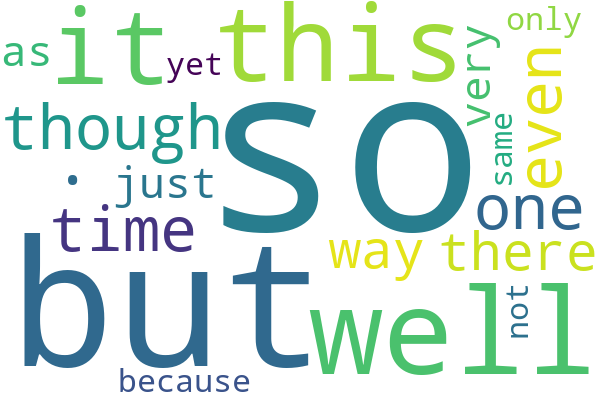 as
it
yet
this
only
though
so
very
even
same
.
just
time
one
but
way
there
well
not
because